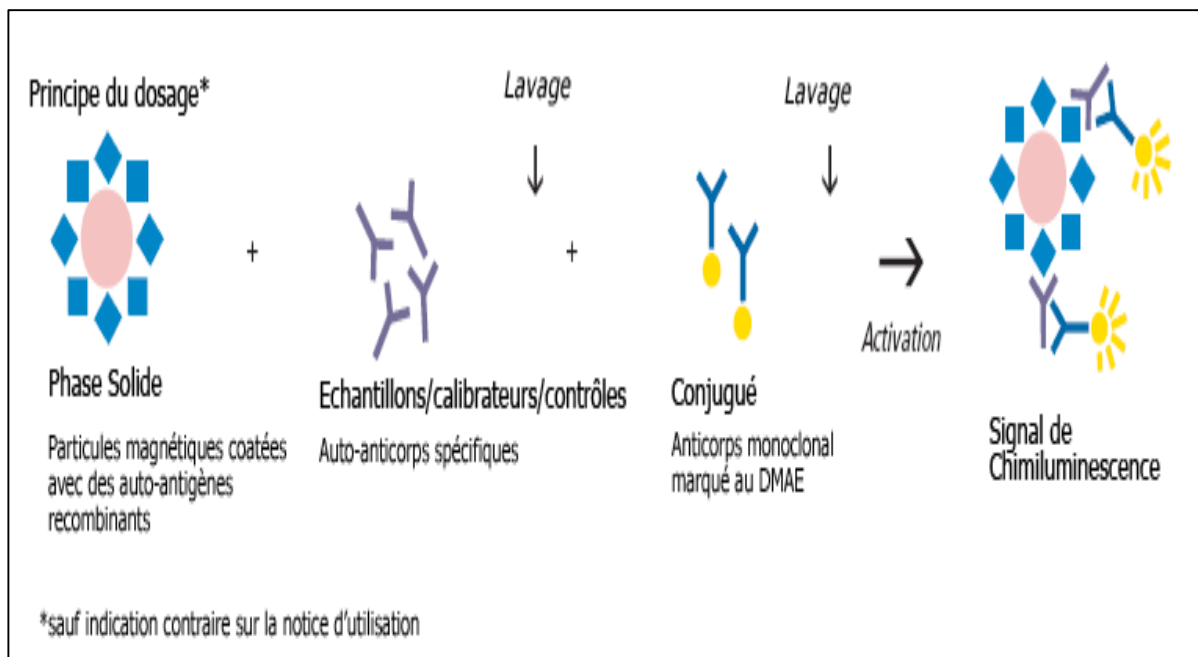 Principe du dosage*
Lavage
Lavage
+
+
Activation
Phase Solide
Particules magnétiques coatées
avec des auto-antigènes
recombinants
Echantillons/calibrateurs/contrôles
Auto-anticorps spécifiques
Conjugué
Anticorps monoclonal
marqué au DMAE
Signal de
Chimiluminescence
*sauf indication contraire sur la notice d'utilisation